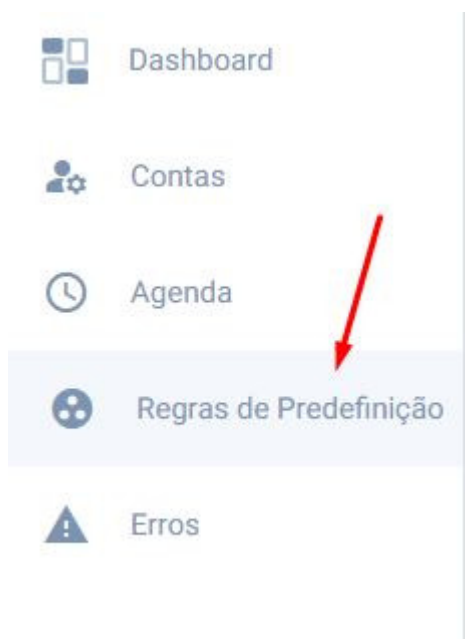 Dashboard
Contas
Agenda
Regras de Predefinição
Erros